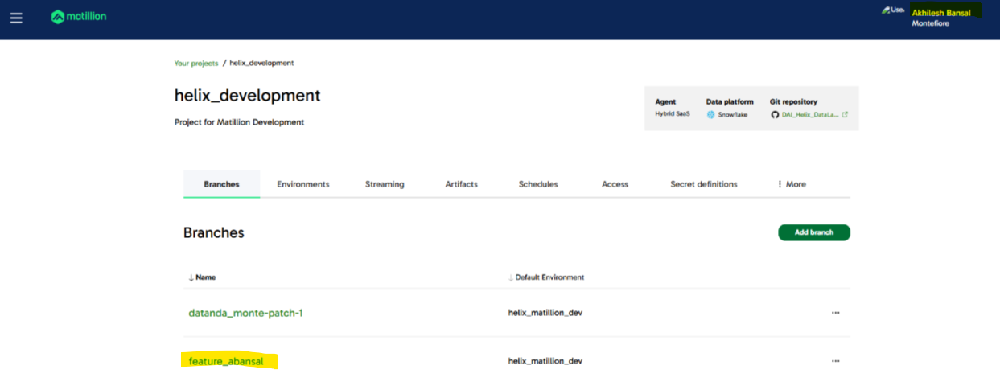 matillion
Use
Akhilesh Bansal
Montefiore
Your projects / helix_development
helix_development
Project for Matillion Development
Agent Data platform Git repository
Hybrid SaaS Snowflake DAI_Helix_DataLa...
Branches Environments Streaming Artifacts Schedules Access Secret definitions ⋮ More
Branches
Add branch
↓ Name ↓ Default Environment
datanda_monte-patch-1 helix_matillion_dev ...
feature_abansal helix_matillion_dev ...